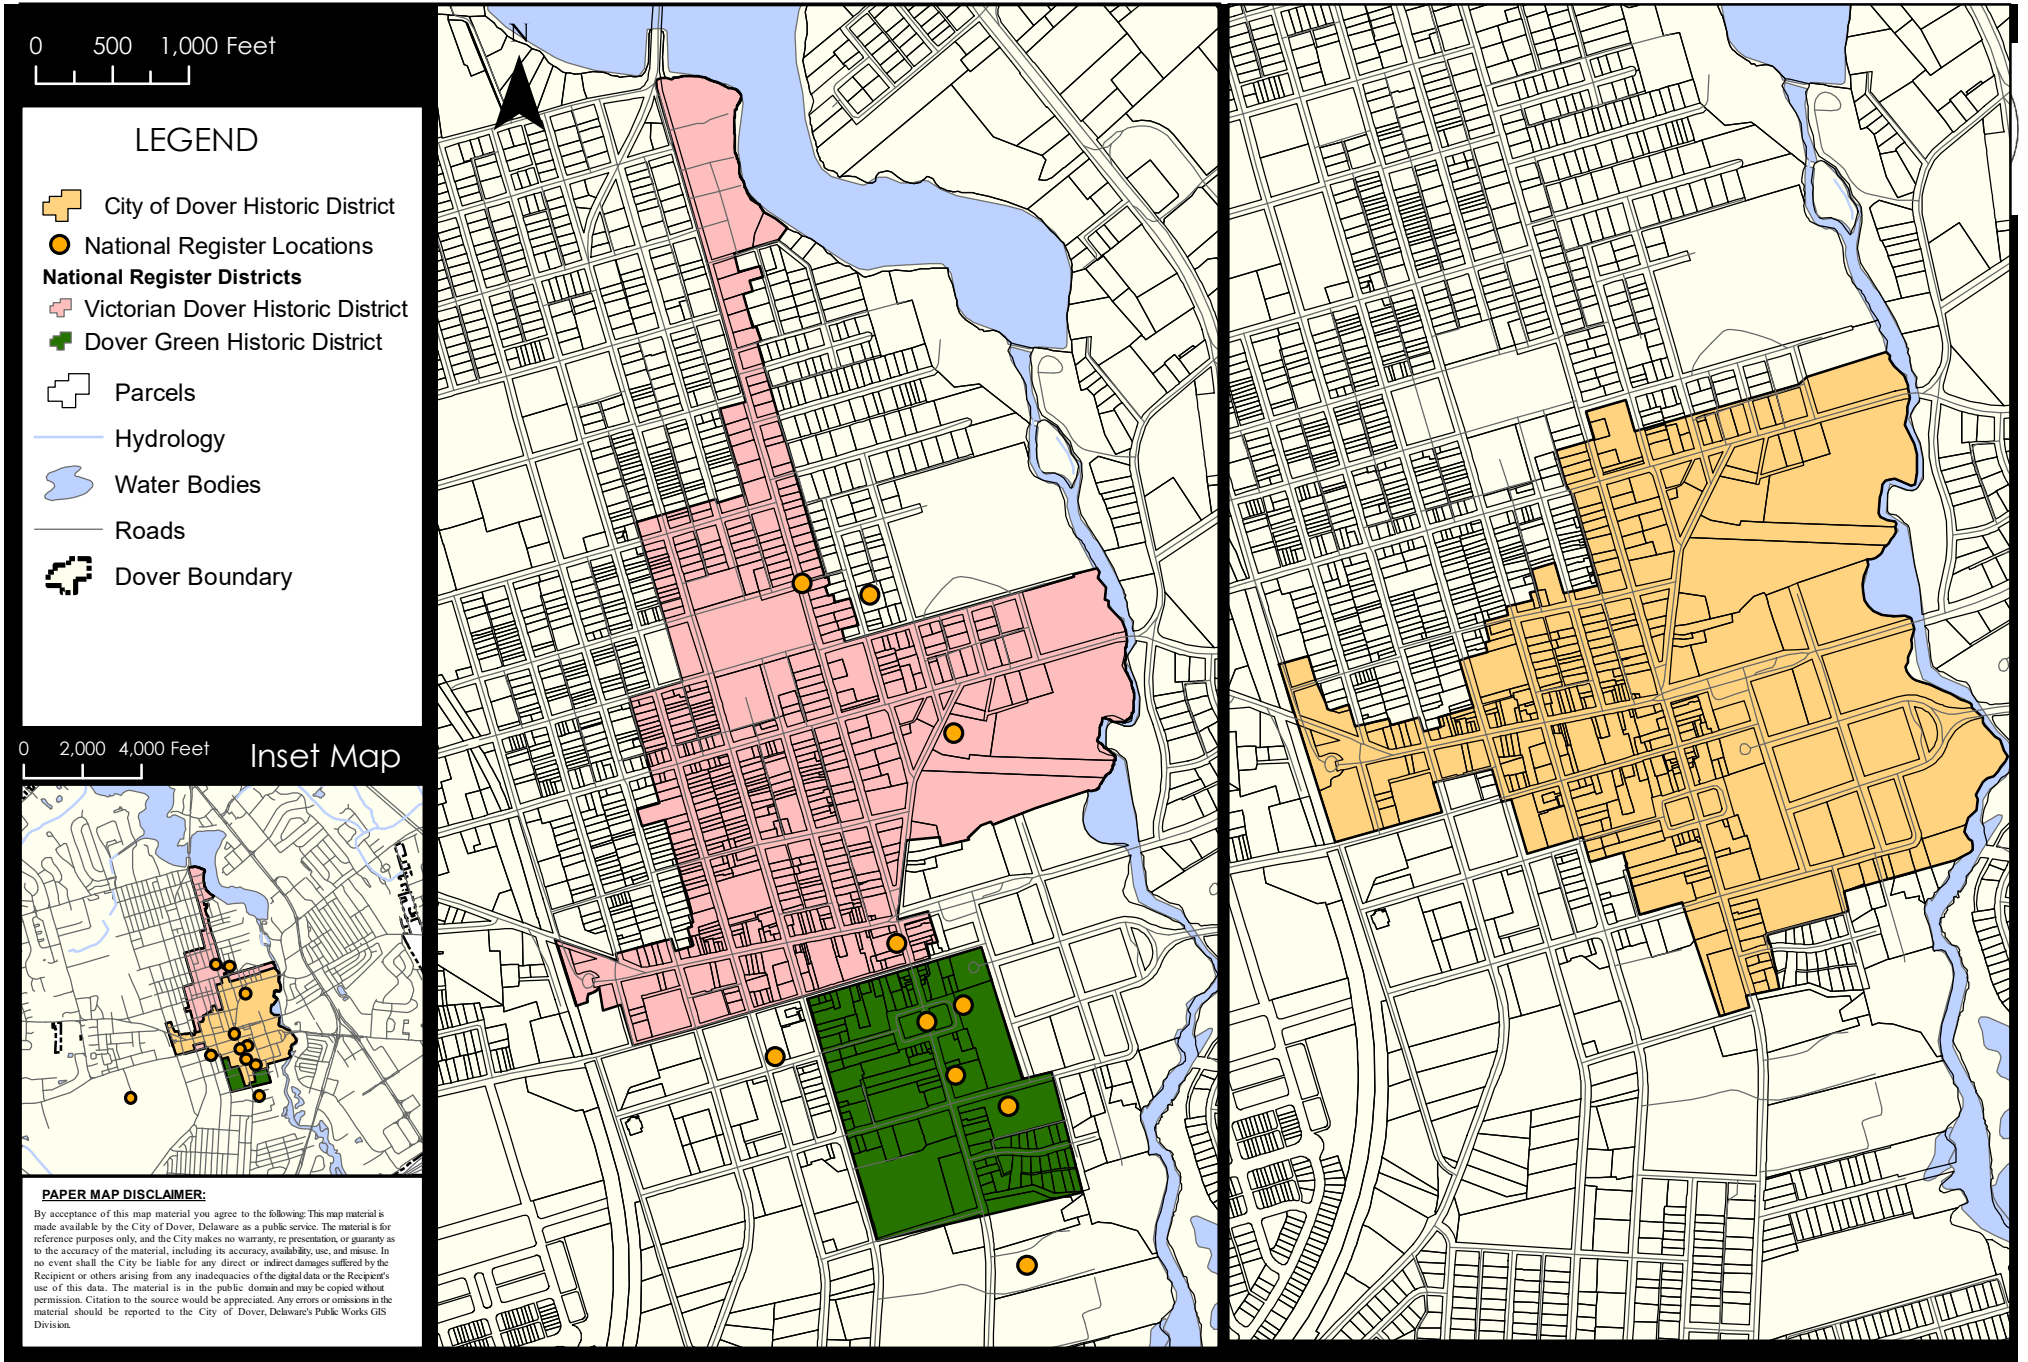 0 500 1,000 Feet
LEGEND
City of Dover Historic District
National Register Locations
National Register Districts
Victorian Dover Historic District
Dover Green Historic District
Parcels
Hydrology
Water Bodies
Roads
Dover Boundary
0 2,000 4,000 Feet
Inset Map
PAPER MAP DISCLAIMER:
By acceptance of this map material you agree to the following: This map material is
made available by the City of Dover, Delaware as a public service. The material is for
reference purposes only, and the City makes no warranty, re presentation, or guaranty as
to the accuracy of the material, including its accuracy, availability, use, and misuse. In
no event shall the City be liable for any direct or indirect damages suffered by the
Recipient or others arising from any inadequacies of the digital data or the Recipient's
use of this data. The material is in the public domain and may be copied without
permission. Citation to the source would be appreciated. Any errors or omissions in the
material should be reported to the City of Dover, Delaware's Public Works GIS
Division.
N